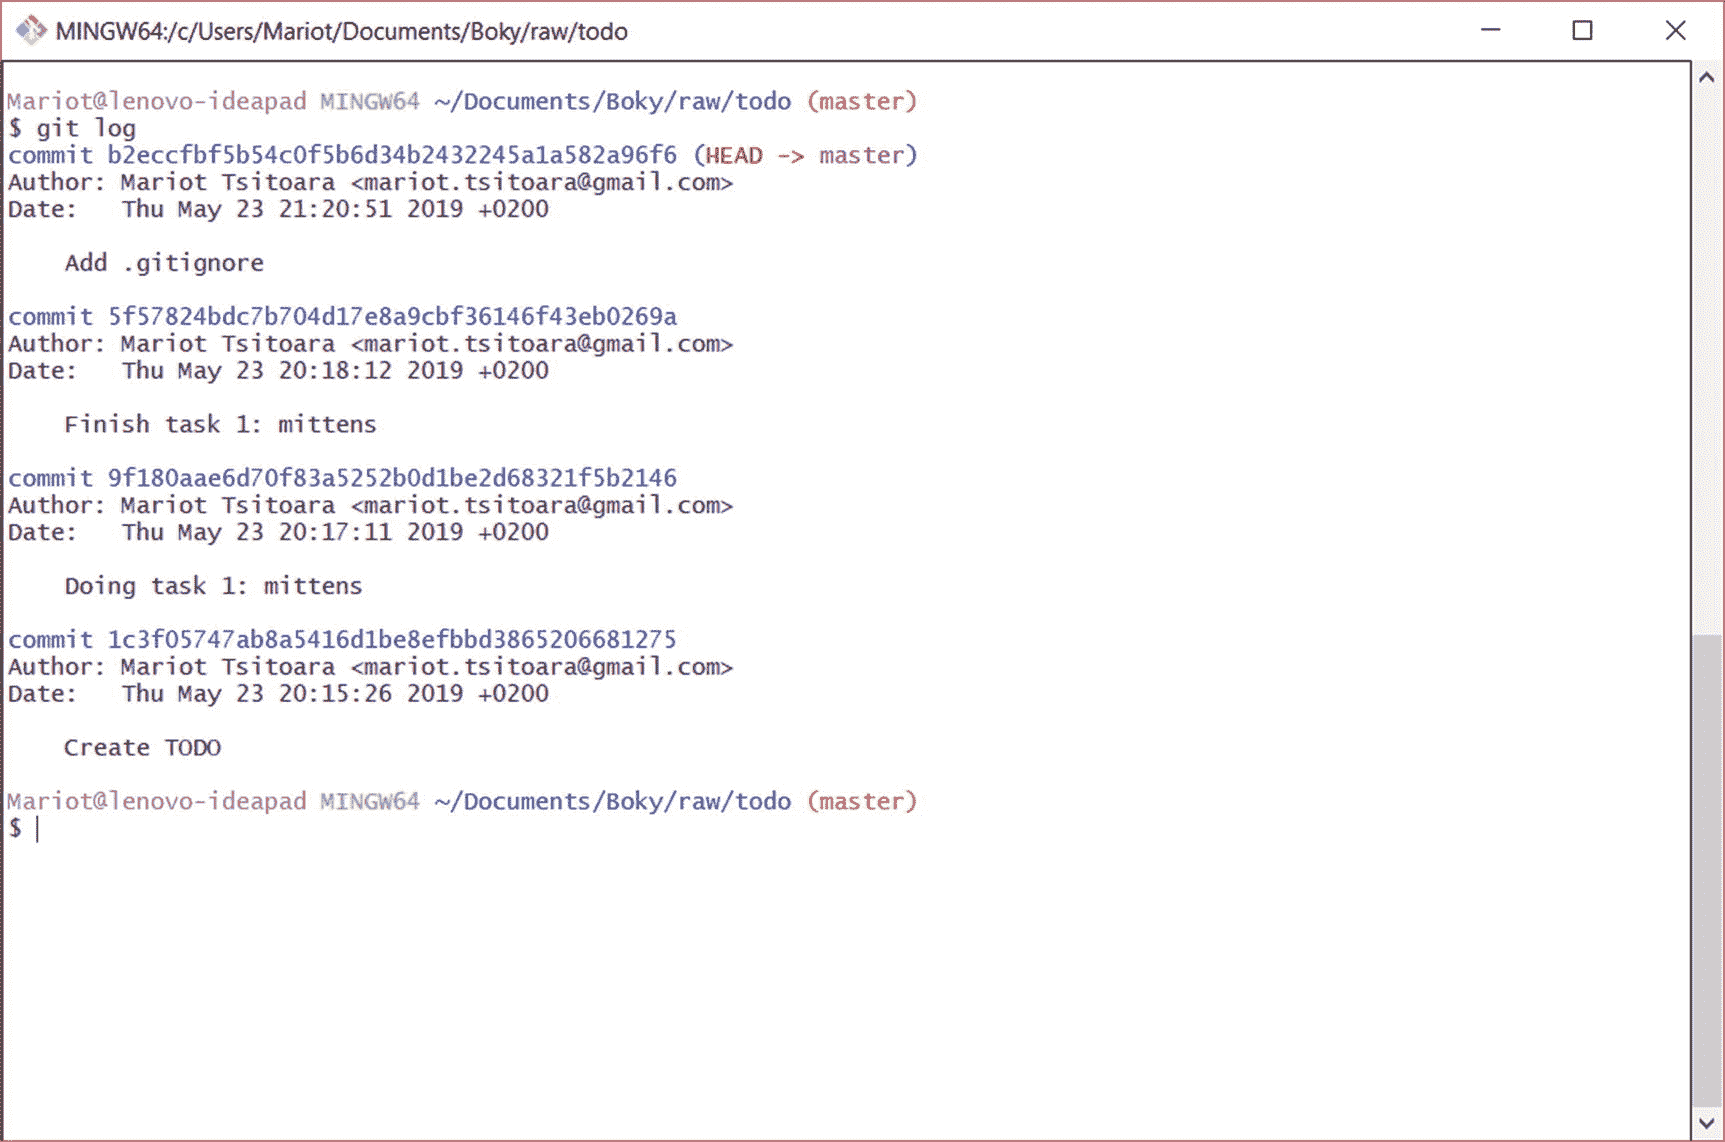 MINGW64:/c/Users/Mariot/Documents/Boky/raw/todo
Mariot@lenovo-ideapad MINGW64 ~/Documents/Boky/raw/todo (master)
$ git log
commit b2eccfbf5b54c0f5b6d34b2432245a1a582a96f6 (HEAD -> master)
Author: Mariot Tsitoara <mariot.tsitoara@gmail.com>
Date:   Thu May 23 21:20:51 2019 +0200
    Add .gitignore
commit 5f57824bdc7b704d17e8a9cbf36146f43eb0269a
Author: Mariot Tsitoara <mariot.tsitoara@gmail.com>
Date:   Thu May 23 20:18:12 2019 +0200
    Finish task 1: mittens
commit 9f180aae6d70f83a5252b0d1be2d68321f5b2146
Author: Mariot Tsitoara <mariot.tsitoara@gmail.com>
Date:   Thu May 23 20:17:11 2019 +0200
    Doing task 1: mittens
commit 1c3f05747ab8a5416d1be8efbbd3865206681275
Author: Mariot Tsitoara <mariot.tsitoara@gmail.com>
Date:   Thu May 23 20:15:26 2019 +0200
    Create TODO
Mariot@lenovo-ideapad MINGW64 ~/Documents/Boky/raw/todo (master)
$